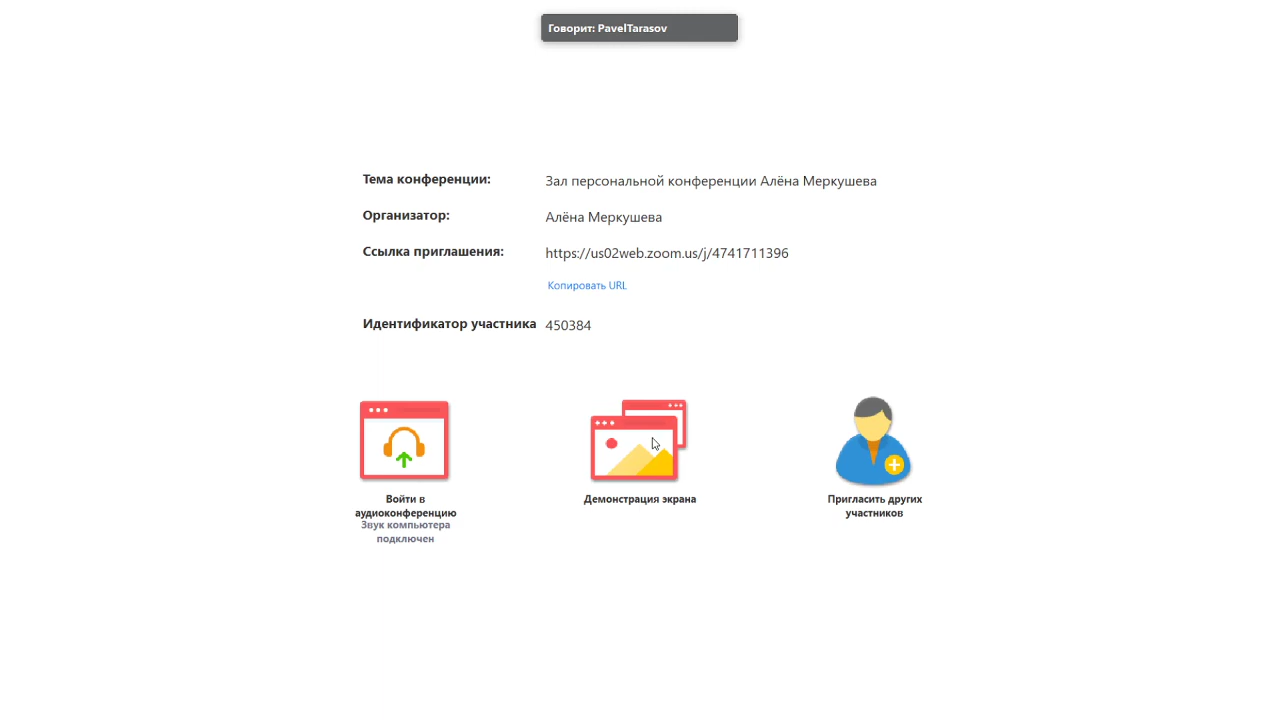 Говорит: PavelTarasov
Тема конференции: Зал персональной конференции Алёна Меркушева
Организатор: Алёна Меркушева
Ссылка приглашения: https://us02web.zoom.us/j/4741711396
Копировать URL
Идентификатор участника 450384
Войти в
аудиоконференцию
Звук компьютера
подключен
Демонстрация экрана
Пригласить других
участников